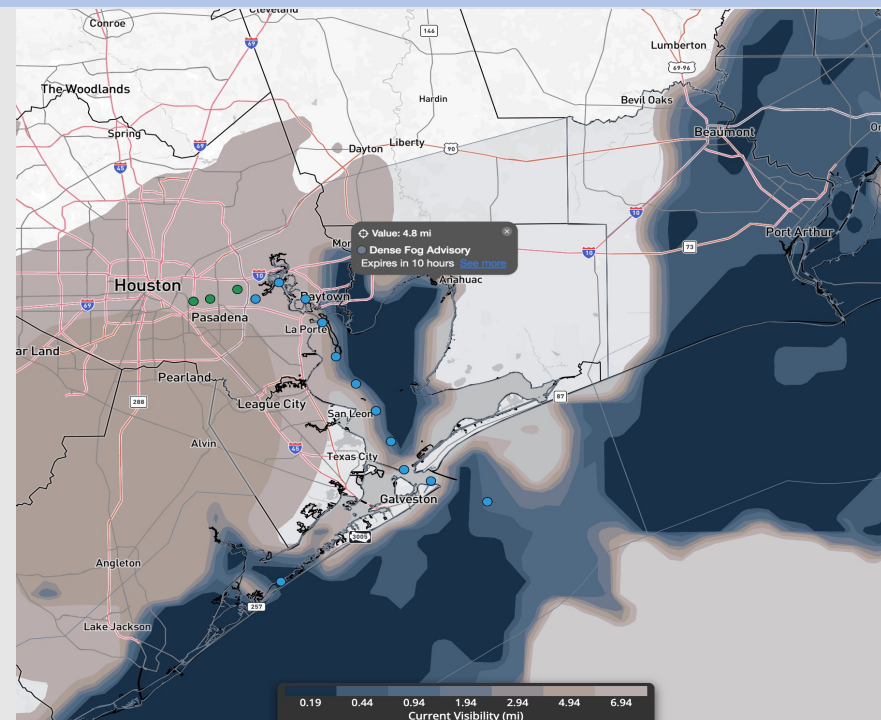 Cleveland
Conroe
146
69
Lumberton
69-96
The Woodlands
Hardin
Bevil Oaks
Spring
Beaumont
69
Liberty
90
Dayton
45
Value: 4.8 mi
Dense Fog Advisory
Expires in 10 hours See more
10
Port Arthur
73
10
10
Anahuac
Houston
Baytown
69
Pasadena
La Porte
ar Land
Pearland
87
288
League City
San Leon
Alvin
45
Texas City
Galveston
3005
Angleton
257
Lake Jackson
0.19 0.44 0.94 1.94 2.94 4.94 6.94
Current Visibility (mi)